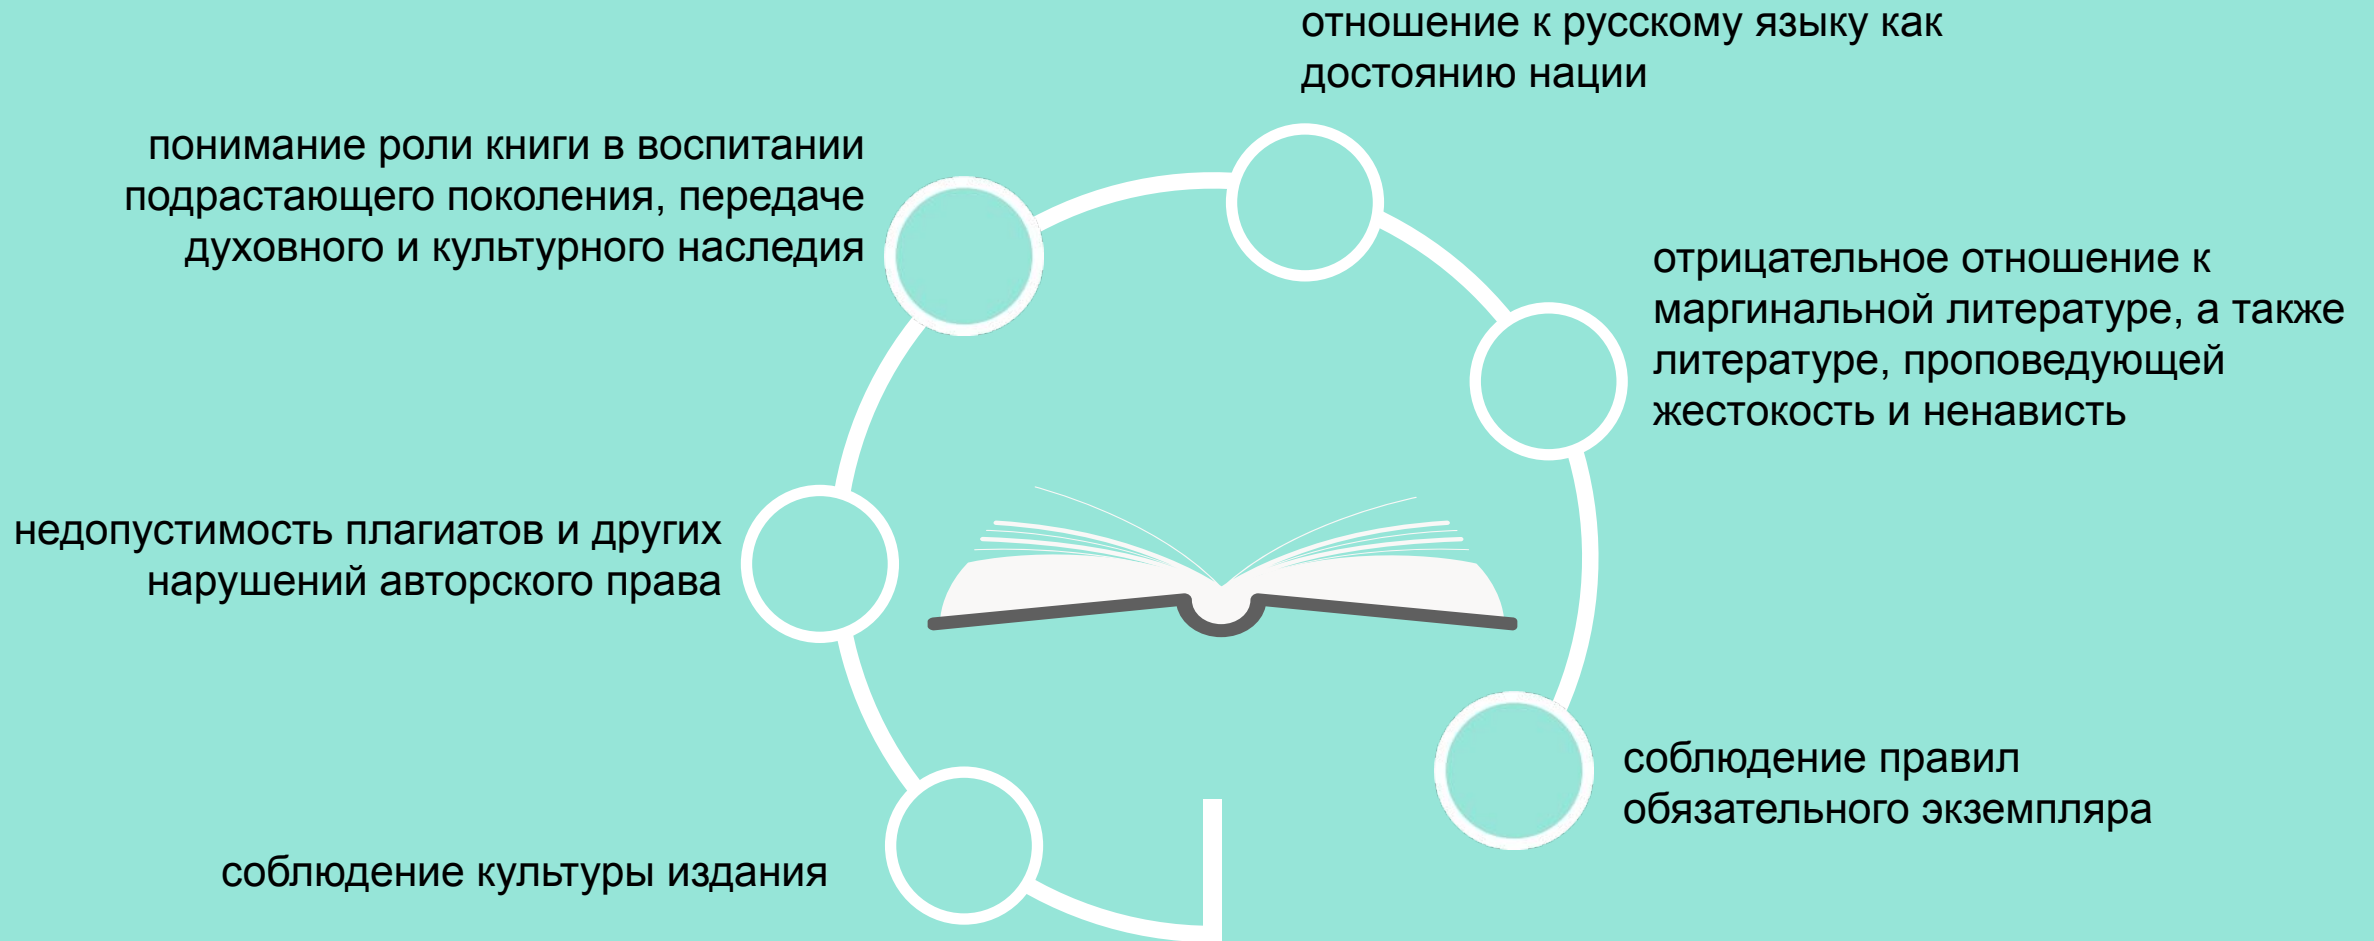 отношение к русскому языку как
достоянию нации
понимание роли книги в воспитании
подрастающего поколения, передаче
духовного и культурного наследия
отрицательное отношение к
маргинальной литературе, а также
литературе, проповедующей
жестокость и ненависть
недопустимость плагиатов и других
нарушений авторского права
соблюдение правил
обязательного экземпляра
соблюдение культуры издания